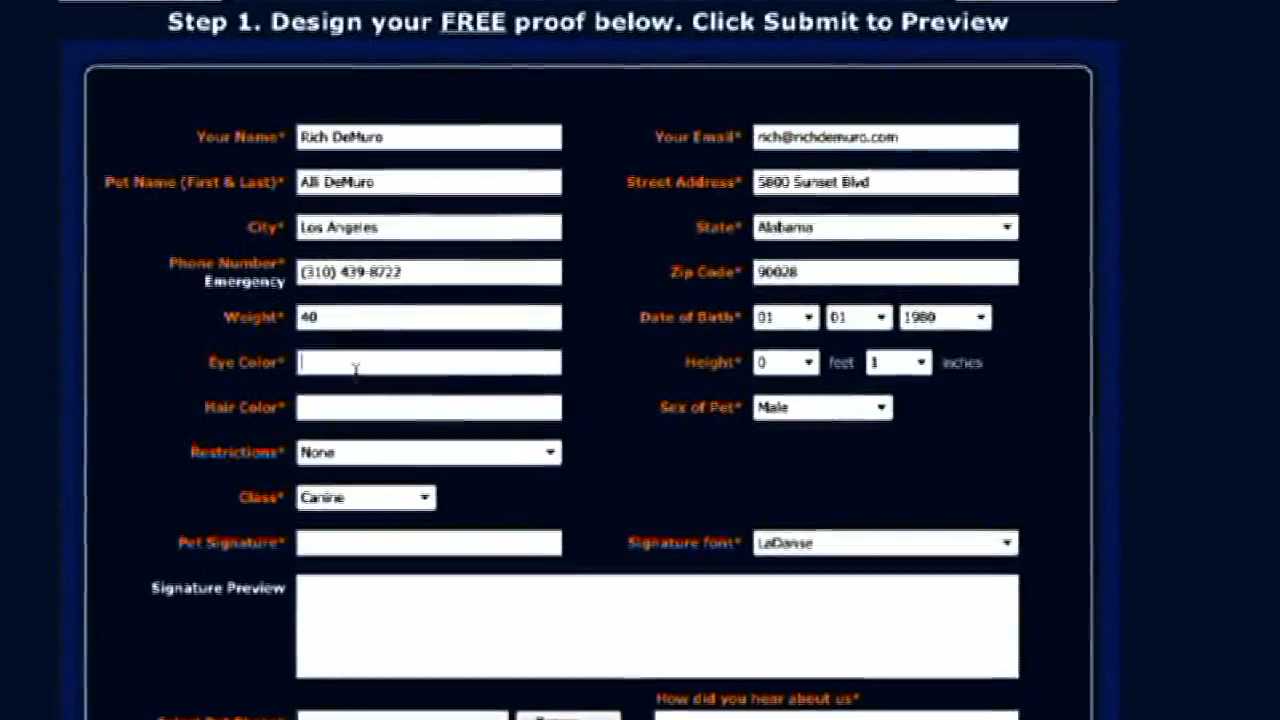 Step 1. Design your FREE proof below. Click Submit to Preview
Your Name* Rich DeMuro Your Email* rich@richdemuro.com
Pet Name (First & Last)* Alli DeMuro Street Address* 5800 Sunset Blvd
City* Los Angeles State* Alabama
Phone Number* Emergency (310) 439-8722 Zip Code* 90028
Weight* 40 Date of Birth* 01 01 1980
Eye Color* Height* 0 feet 1 inches
Hair Color* Sex of Pet* Male
Restrictions* None
Class* Canine
Pet Signature* Signature font* LaDanse
Signature Preview
How did you hear about us*